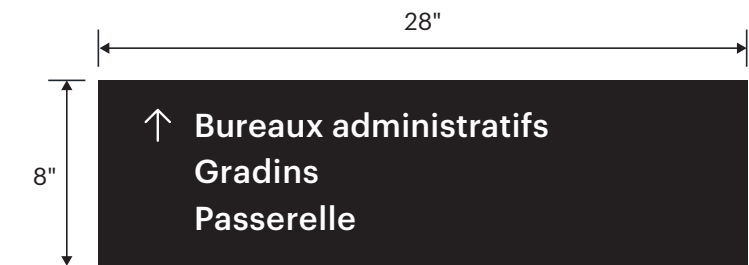 28"
8"
↑ Bureaux administratifs
Gradins
Passerelle